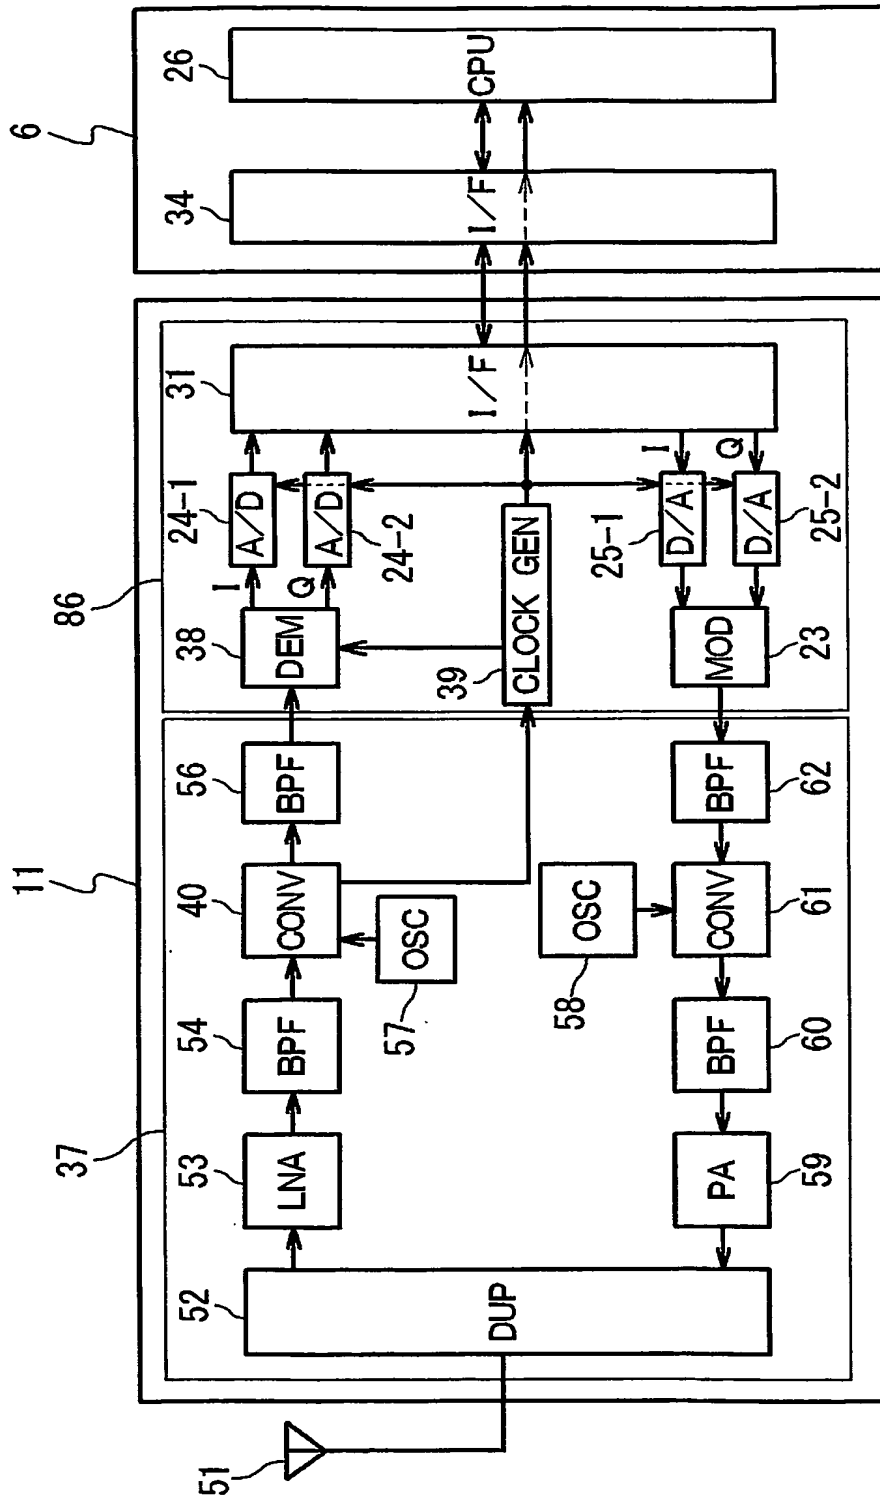 11
6
37
86
51
52
DUP
53
LNA
54
BPF
40
CONV
56
BPF
38
DEM
I
Q
24-1
A/D
A/D
24-2
31
I/F
34
I/F
26
CPU
57
OSC
58
OSC
39
CLOCK GEN
59
PA
60
BPF
61
CONV
62
BPF
23
MOD
25-1
D/A
D/A
25-2
I
Q